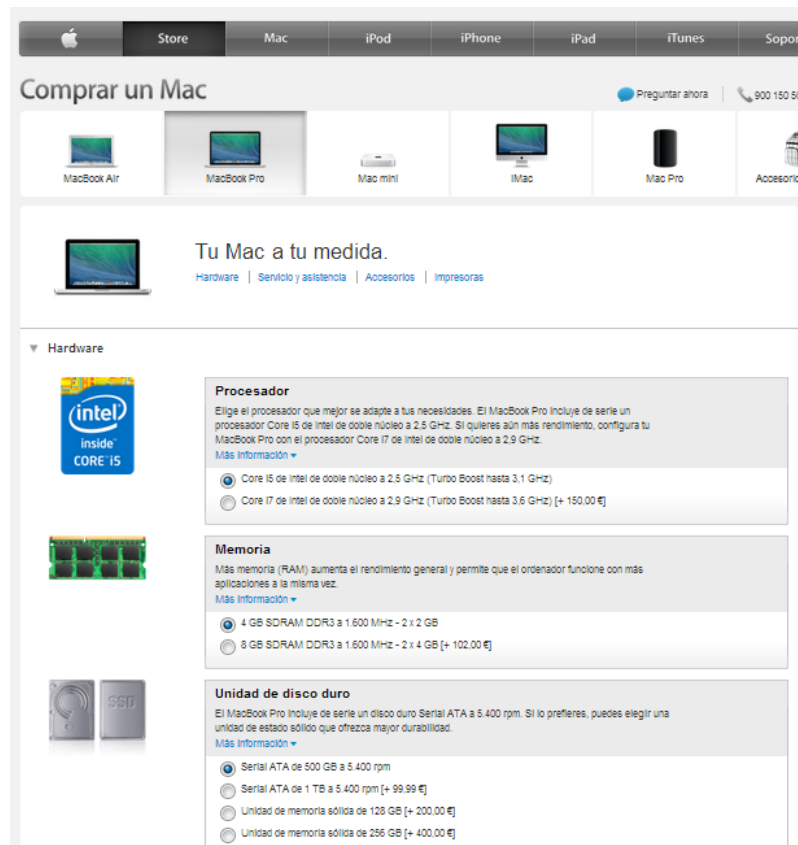 Store
Mac
iPod
iPhone
iPad
iTunes
Sopor
Comprar un Mac
Preguntar ahora
900 150 50
MacBook Air
MacBook Pro
Mac mini
iMac
Mac Pro
Accesorio
Tu Mac a tu medida.
Hardware | Servicio y asistencia | Accesorios | Impresoras
Hardware
intel
inside
CORE i5
Procesador
Elige el procesador que mejor se adapte a tus necesidades. El MacBook Pro incluye de serie un
procesador Core i5 de Intel de doble núcleo a 2,5 GHz. Si quieres aún más rendimiento, configura tu
MacBook Pro con el procesador Core i7 de Intel de doble núcleo a 2,9 GHz.
Más información
Core i5 de Intel de doble núcleo a 2,5 GHz (Turbo Boost hasta 3,1 GHz)
Core i7 de Intel de doble núcleo a 2,9 GHz (Turbo Boost hasta 3,6 GHz) [+ 150,00 €]
Memoria
Más memoria (RAM) aumenta el rendimiento general y permite que el ordenador funcione con más
aplicaciones a la misma vez.
Más información
4 GB SDRAM DDR3 a 1.600 MHz - 2 x 2 GB
8 GB SDRAM DDR3 a 1.600 MHz - 2 x 4 GB [+ 102,00 €]
SSD
Unidad de disco duro
El MacBook Pro incluye de serie un disco duro Serial ATA a 5.400 rpm. Si lo prefieres, puedes elegir una
unidad de estado sólido que ofrezca mayor durabilidad.
Más información
Serial ATA de 500 GB a 5.400 rpm
Serial ATA de 1 TB a 5.400 rpm [+ 99,99 €]
Unidad de memoria sólida de 128 GB [+ 200,00 €]
Unidad de memoria sólida de 256 GB [+ 400,00 €]